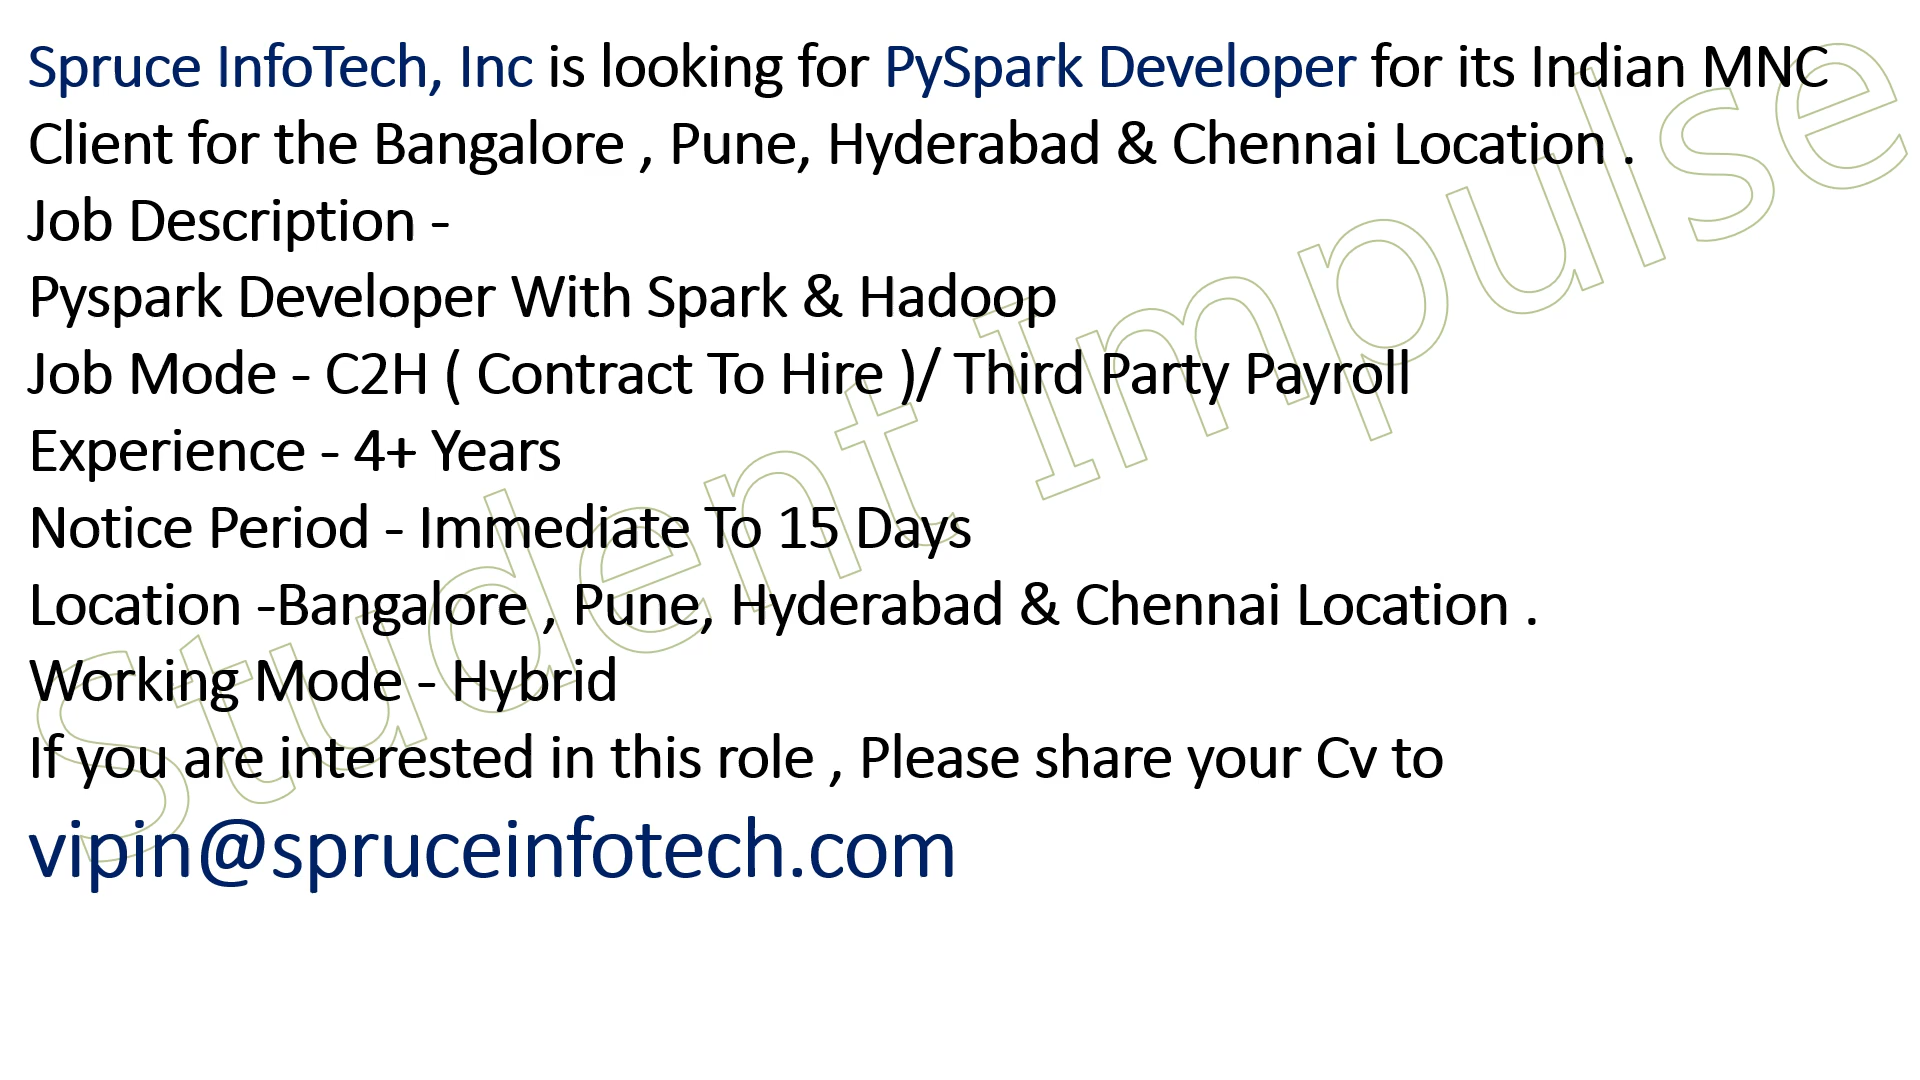 Spruce InfoTech, Inc is looking for PySpark Developer for its Indian MNC
Client for the Bangalore , Pune, Hyderabad & Chennai Location .
Job Description -
Pyspark Developer With Spark & Hadoop
Job Mode - C2H ( Contract To Hire )/ Third Party Payroll
Experience - 4+ Years
Notice Period - Immediate To 15 Days
Location -Bangalore , Pune, Hyderabad & Chennai Location .
Working Mode - Hybrid
If you are interested in this role , Please share your Cv to
vipin@spruceinfotech.com
Student Impulse